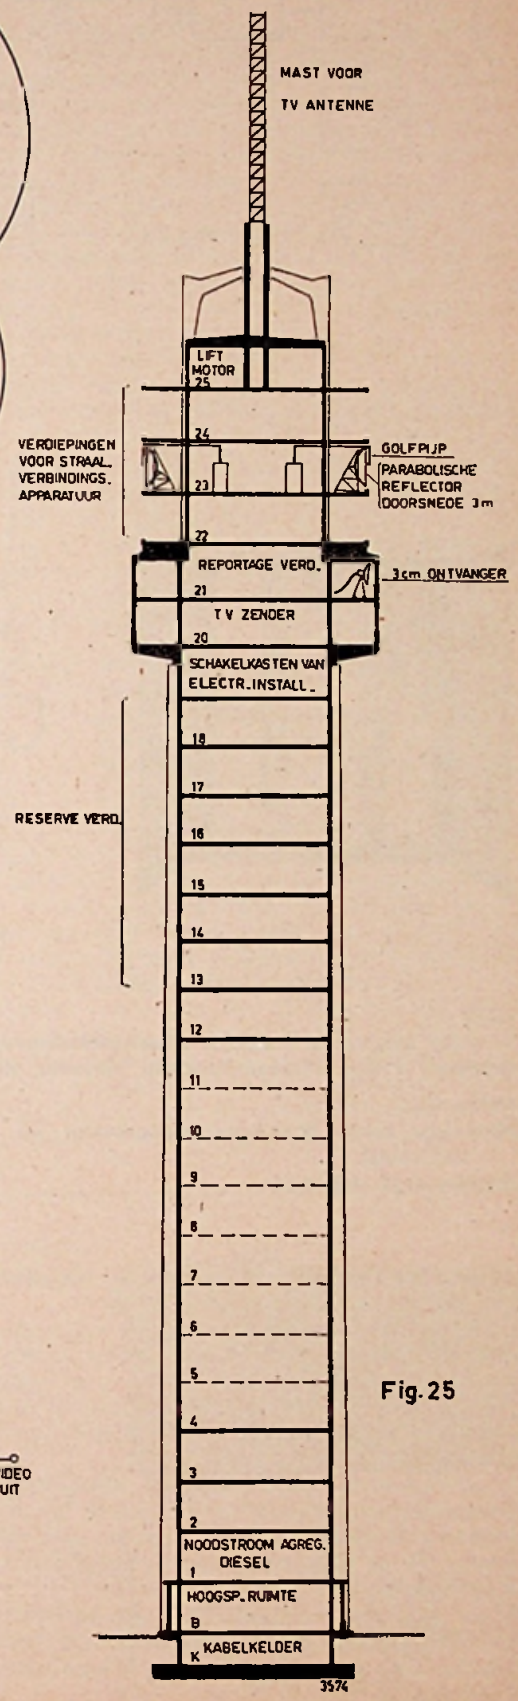 MAST VOOR
TV ANTENNE
LIFT
MOTOR
25
VERDIEPINGEN
VOOR STRAAL.
VERBINDINGS.
APPARATUUR
24
GOLFPIJP
PARABOLISCHE
REFLECTOR
DOORSNEDE 3m
23
22
REPORTAGE VERD.
3cm ONTVANGER
21
TV ZENDER
20
SCHAKELKASTEN VAN
ELECTR. INSTALL.
18
17
RESERVE VERD.
16
15
14
13
12
11
10
9
8
7
6
5
Fig. 25
4
IDEO
UIT
3
2
NOODSTROOM AGREG.
DIESEL
1
HOOGSP. RUIMTE
B
KABELKELDER
K
3574